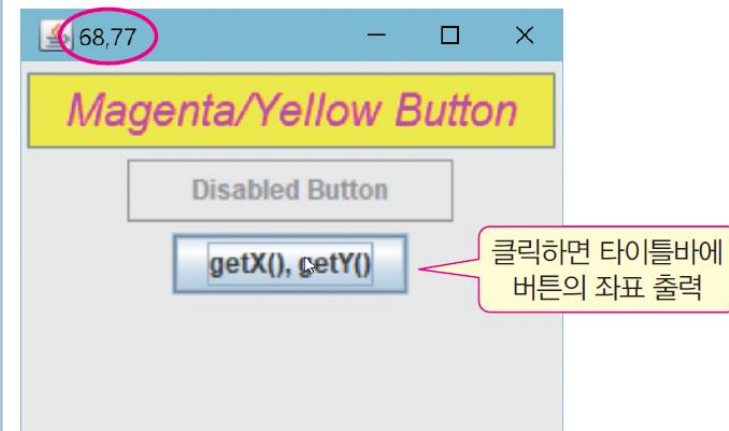 68,77
Magenta/Yellow Button
Disabled Button
getX(), getY()
클릭하면 타이틀바에
버튼의 좌표 출력